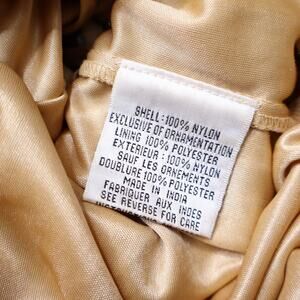 SHELL:100% NYLON
EXCLUSIVE OF ORNAMENTATION
LINING 100% POLYESTER
EXTERIEUR:100% NYLON
SAUF LES ORNEMENTS
DOUBLURE 100% POLYESTER
MADE IN INDIA
FABRIQUER AUX INDES
SEE REVERSE FOR CARE